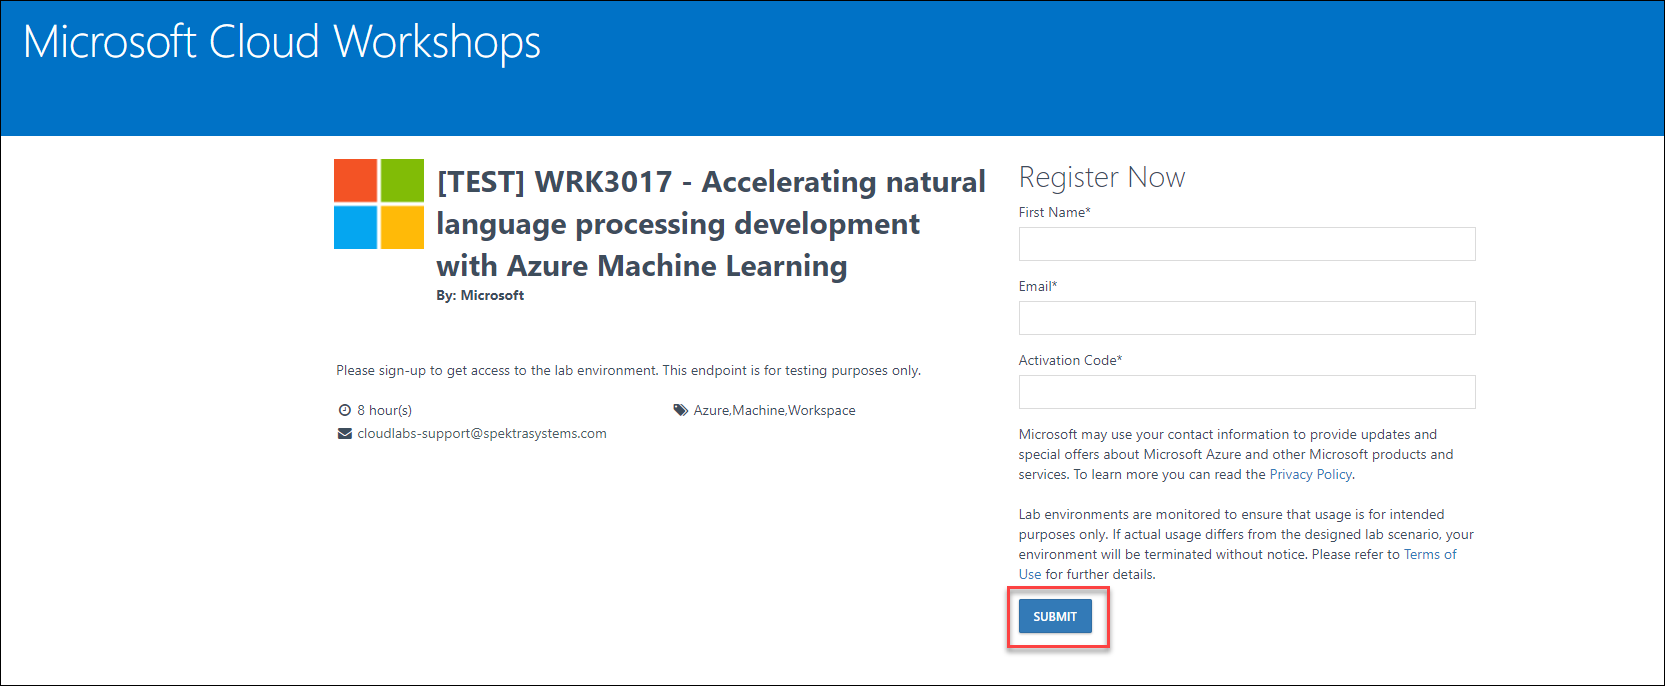 Microsoft Cloud Workshops
[TEST] WRK3017 - Accelerating natural
language processing development
with Azure Machine Learning
By: Microsoft
Please sign-up to get access to the lab environment. This endpoint is for testing purposes only.
8 hour(s)
Azure,Machine,Workspace
cloudlabs-support@spektrasystems.com
Register Now
First Name*
Email*
Activation Code*
Microsoft may use your contact information to provide updates and
special offers about Microsoft Azure and other Microsoft products and
services. To learn more you can read the Privacy Policy.
Lab environments are monitored to ensure that usage is for intended
purposes only. If actual usage differs from the designed lab scenario, your
environment will be terminated without notice. Please refer to Terms of
Use for further details.
SUBMIT